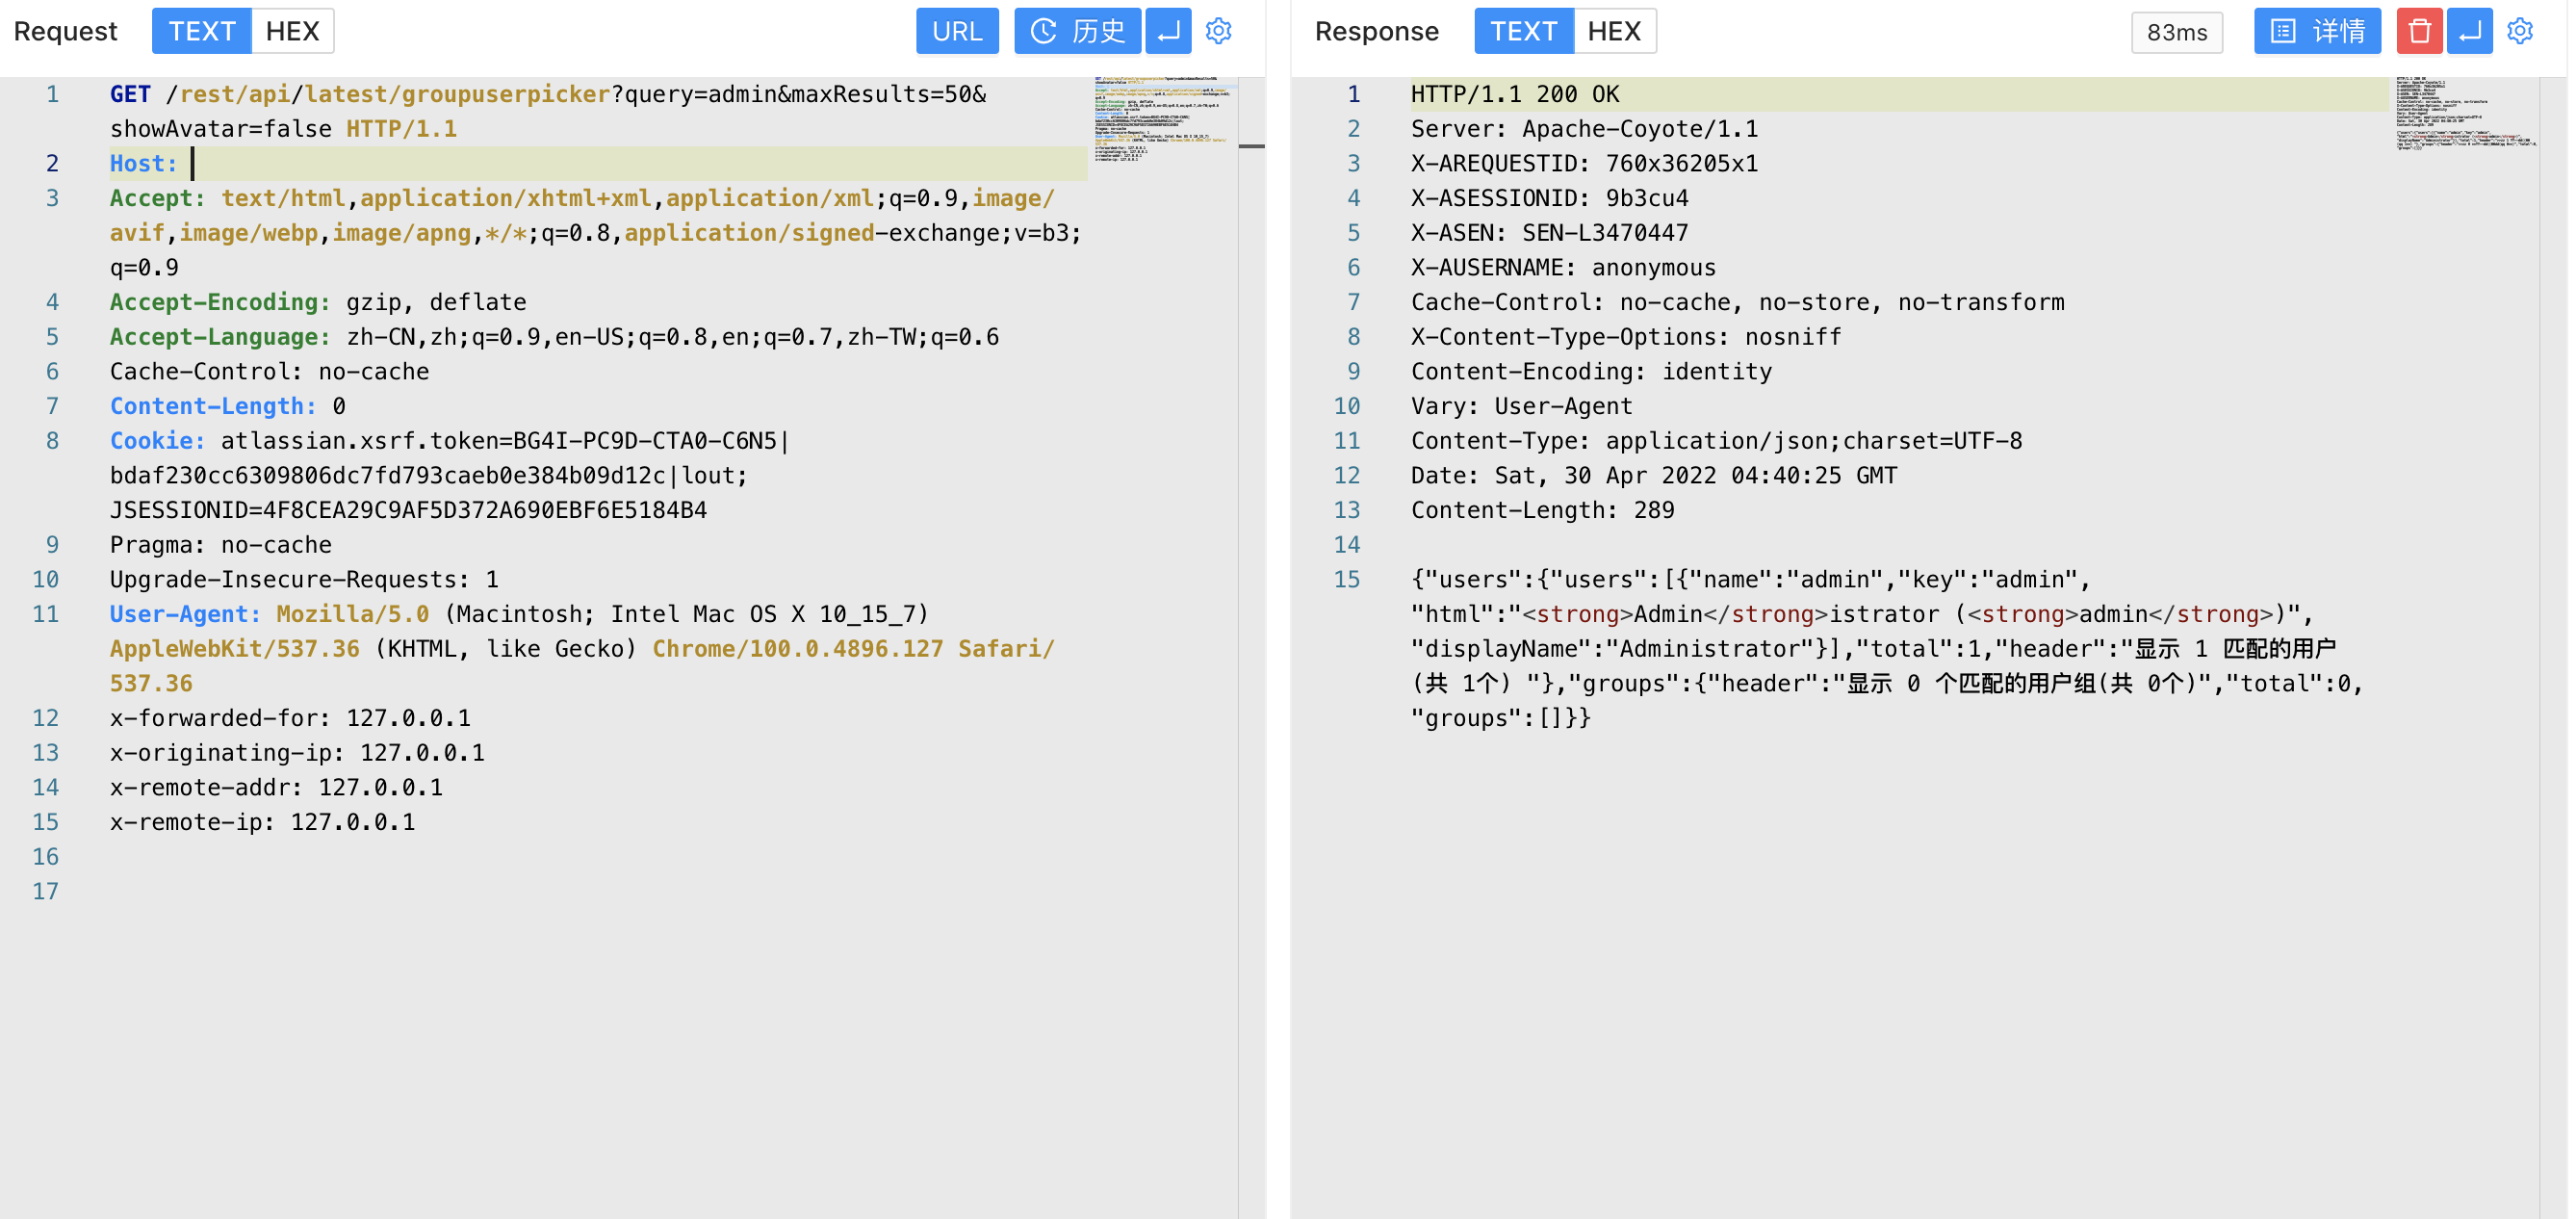 Request TEXT HEX URL 历史
1 GET /rest/api/latest/groupuserpicker?query=admin&maxResults=50&
showAvatar=false HTTP/1.1
2 Host:
3 Accept: text/html,application/xhtml+xml,application/xml;q=0.9,image/
avif,image/webp,image/apng,*/*;q=0.8,application/signed-exchange;v=b3;
q=0.9
4 Accept-Encoding: gzip, deflate
5 Accept-Language: zh-CN,zh;q=0.9,en-US;q=0.8,en;q=0.7,zh-TW;q=0.6
6 Cache-Control: no-cache
7 Content-Length: 0
8 Cookie: atlassian.xsrf.token=BG4I-PC9D-CTA0-C6N5|
bdaf230cc6309806dc7fd793caeb0e384b09d12c|lout;
JSESSIONID=4F8CEA29C9AF5D372A690EBF6E5184B4
9 Pragma: no-cache
10 Upgrade-Insecure-Requests: 1
11 User-Agent: Mozilla/5.0 (Macintosh; Intel Mac OS X 10_15_7)
AppleWebKit/537.36 (KHTML, like Gecko) Chrome/100.0.4896.127 Safari/
537.36
12 x-forwarded-for: 127.0.0.1
13 x-originating-ip: 127.0.0.1
14 x-remote-addr: 127.0.0.1
15 x-remote-ip: 127.0.0.1
16
17
Response TEXT HEX 83ms 详情
1 HTTP/1.1 200 OK
2 Server: Apache-Coyote/1.1
3 X-AREQUESTID: 760x36205x1
4 X-ASESSIONID: 9b3cu4
5 X-ASEN: SEN-L3470447
6 X-AUSERNAME: anonymous
7 Cache-Control: no-cache, no-store, no-transform
8 X-Content-Type-Options: nosniff
9 Content-Encoding: identity
10 Vary: User-Agent
11 Content-Type: application/json;charset=UTF-8
12 Date: Sat, 30 Apr 2022 04:40:25 GMT
13 Content-Length: 289
14
15 {"users":{"users":[{"name":"admin","key":"admin",
"html":"<strong>Admin</strong>istrator (<strong>admin</strong>)",
"displayName":"Administrator"}],"total":1,"header":"显示 1 匹配的用户
(共 1个) "},"groups":{"header":"显示 0 个匹配的用户组(共 0个)","total":0,
"groups":[]}}